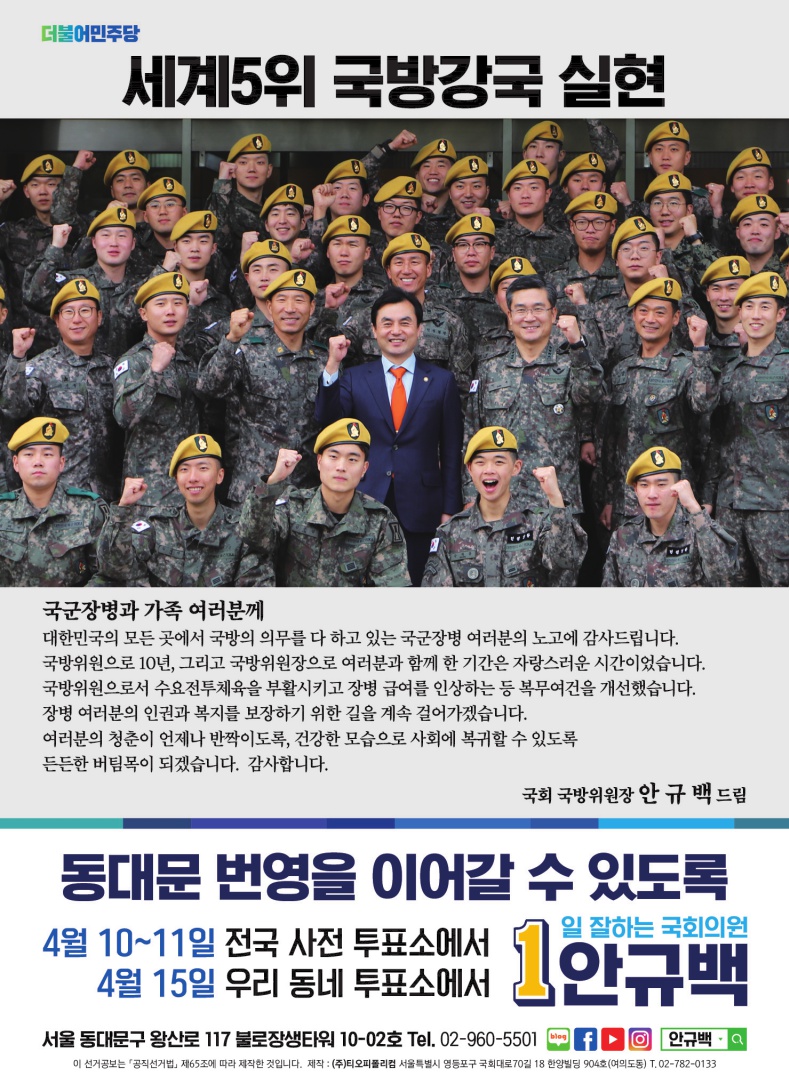 더불어민주당
세계5위 국방강국 실현
국군장병과 가족 여러분께
대한민국의 모든 곳에서 국방의 의무를 다 하고 있는 국군장병 여러분의 노고에 감사드립니다.
국방위원으로 10년, 그리고 국방위원장으로 여러분과 함께 한 기간은 자랑스러운 시간이었습니다.
국방위원으로서 수요전투체육을 부활시키고 장병 급여를 인상하는 등 복무여건을 개선했습니다.
장병 여러분의 인권과 복지를 보장하기 위한 길을 계속 걸어가겠습니다.
여러분의 청춘이 언제나 반짝이도록, 건강한 모습으로 사회에 복귀할 수 있도록
든든한 버팀목이 되겠습니다. 감사합니다.
국회 국방위원장 안 규 백 드림
동대문 번영을 이어갈 수 있도록
4월 10~11일 전국 사전 투표소에서
4월 15일 우리 동네 투표소에서
일 잘하는 국회의원
1 안규백
서울 동대문구 왕산로 117 불로장생타워 10-02호 Tel. 02-960-5501 blog 안규백
이 선거공보는 「공직선거법」 제65조에 따라 제작한 것입니다. 제작 : (주)티오피폴리컴 서울특별시 영등포구 국회대로70길 18 한양빌딩 904호(여의도동) T. 02-782-0133